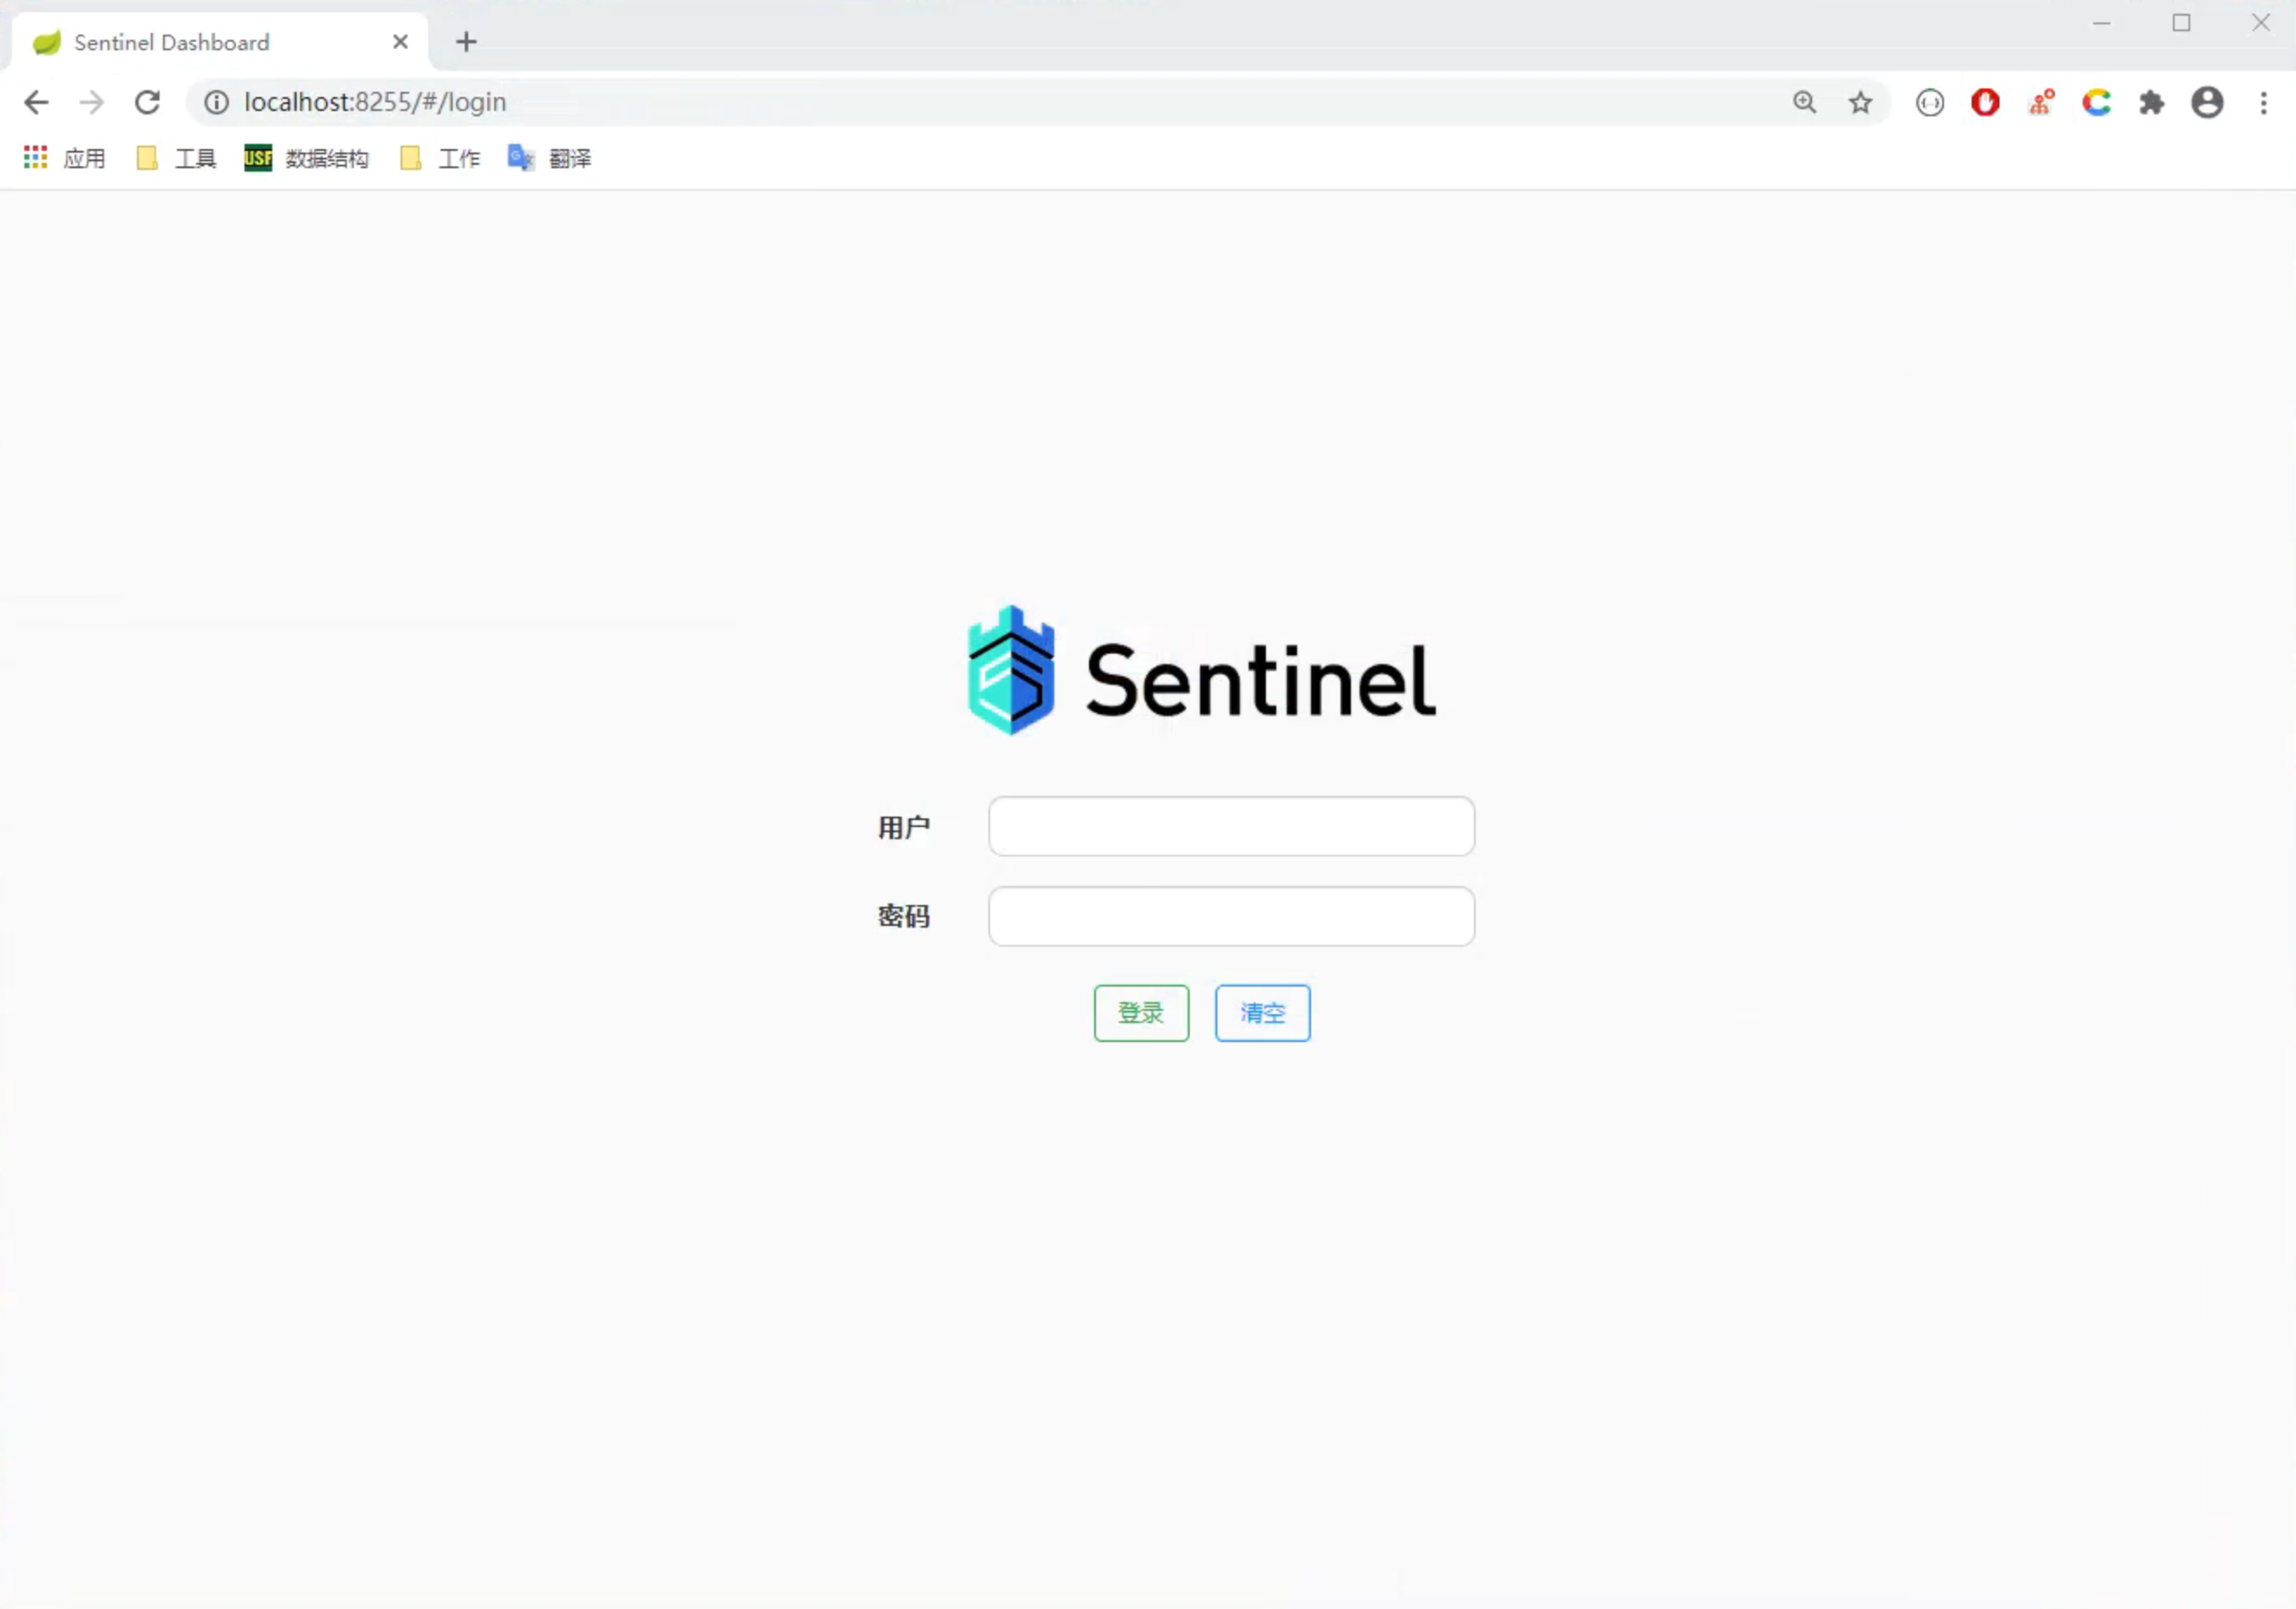 Sentinel Dashboard
localhost:8255/#/login
应用 工具 USF 数据结构 工作 翻译
Sentinel
用户
密码
登录 清空